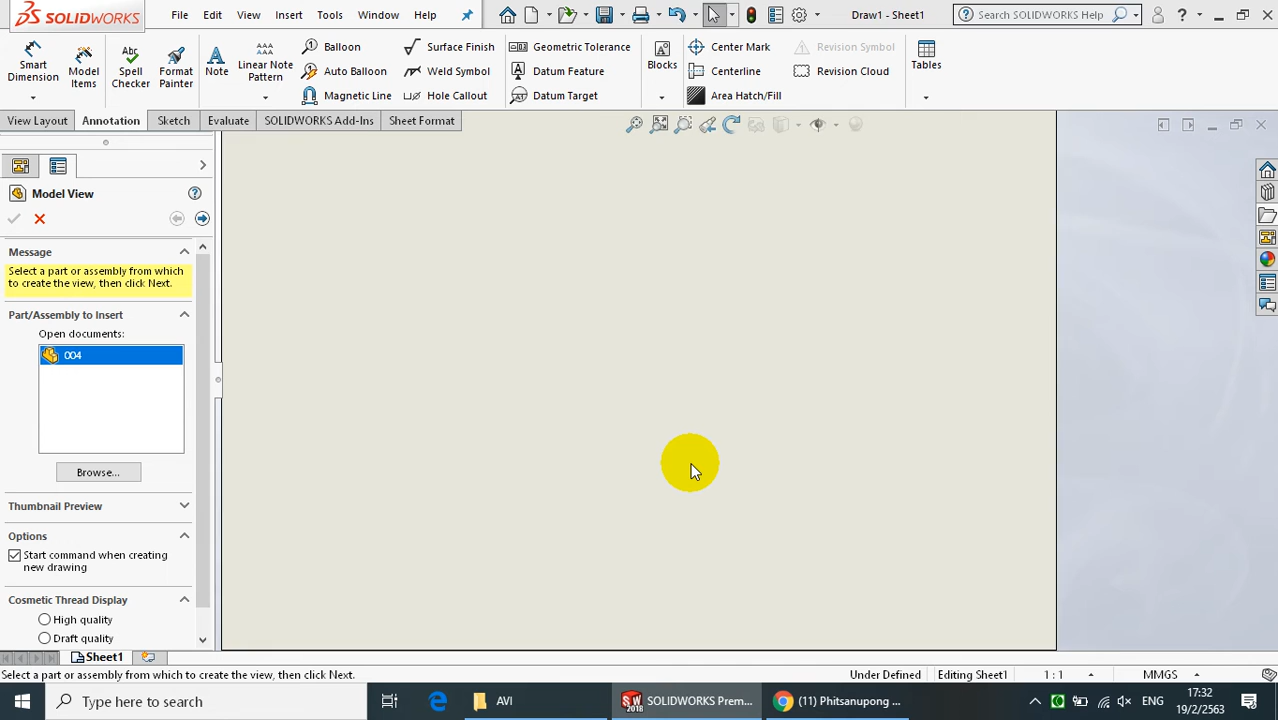 SOLIDWORKS
File Edit View Insert Tools Window Help
Draw1 - Sheet1
Search SOLIDWORKS Help
?
Smart Dimension
Model Items
Abc
Spell Checker
Format Painter
A
Note
AAA
AAA
Linear Note Pattern
Balloon
Auto Balloon
Magnetic Line
Surface Finish
Weld Symbol
Hole Callout
Geometric Tolerance
Datum Feature
Datum Target
A
Blocks
Center Mark
Centerline
Area Hatch/Fill
Revision Symbol
Revision Cloud
Tables
View Layout Annotation Sketch Evaluate SOLIDWORKS Add-Ins Sheet Format
Model View
?
Message
Select a part or assembly from which
to create the view, then click Next.
Part/Assembly to Insert
Open documents:
004
Browse...
Thumbnail Preview
Options
Start command when creating
new drawing
Cosmetic Thread Display
High quality
Draft quality
Sheet1
Select a part or assembly from which to create the view, then click Next.
Under Defined Editing Sheet1 1 : 1 MMGS
Type here to search
AVI
SW
2018
SOLIDWORKS Prem...
(11) Phitsanupong ...
ENG
17:32
19/2/2563